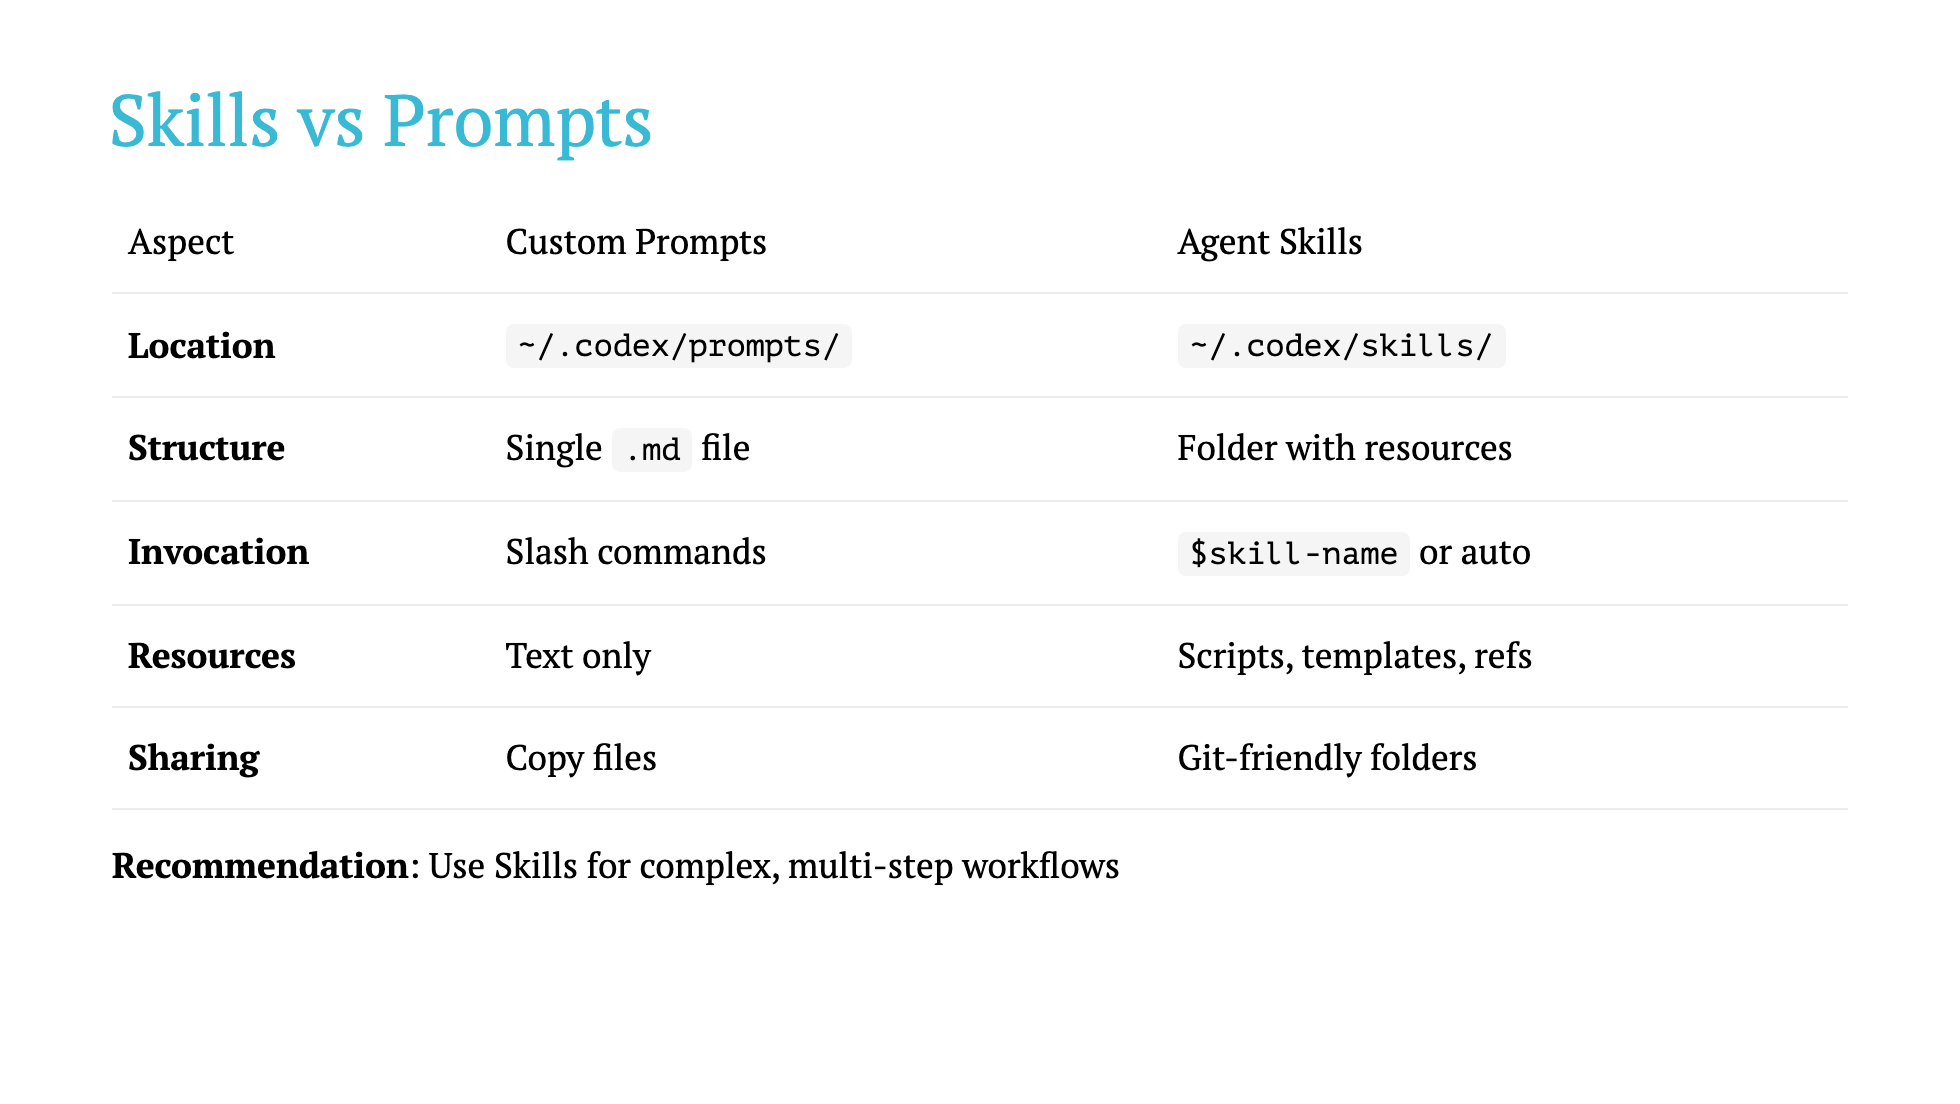 Skills vs Prompts
Aspect Custom Prompts Agent Skills
Location ~/.codex/prompts/ ~/.codex/skills/
Structure Single .md file Folder with resources
Invocation Slash commands $skill-name or auto
Resources Text only Scripts, templates, refs
Sharing Copy files Git-friendly folders
Recommendation: Use Skills for complex, multi-step workflows